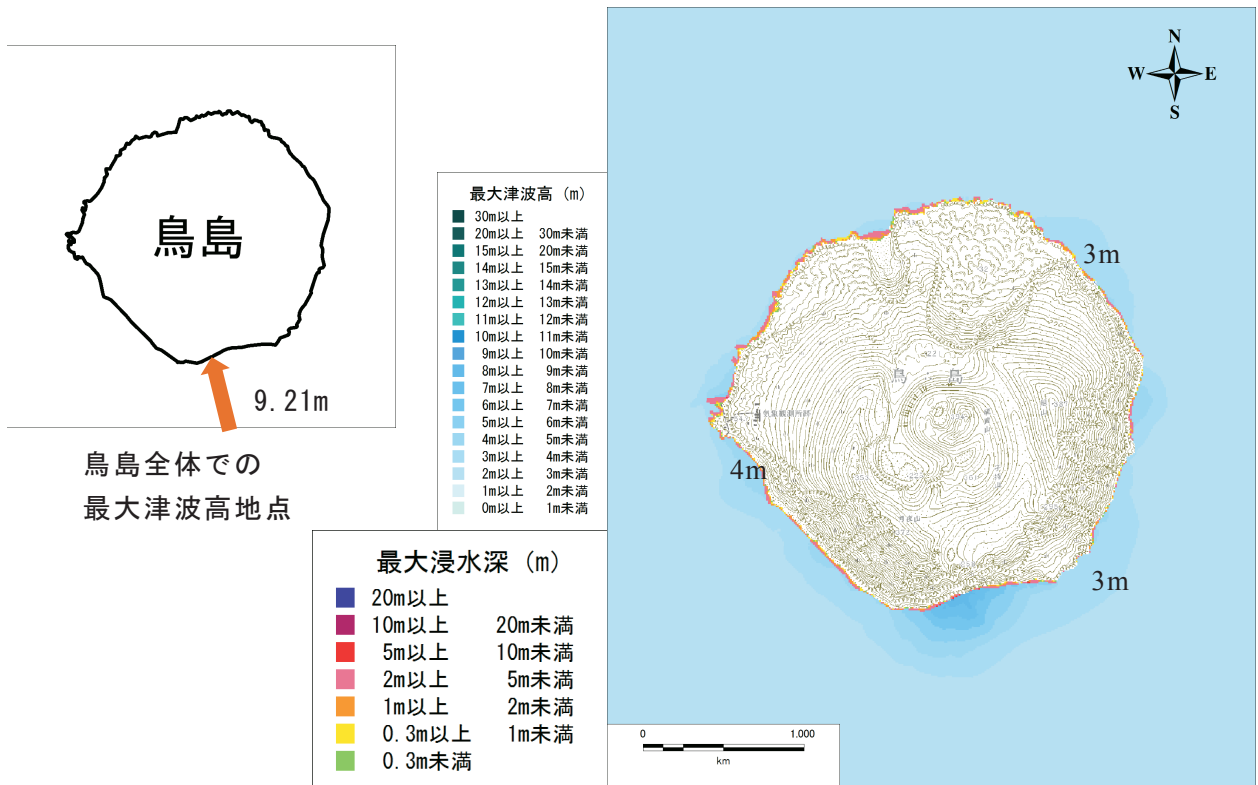 鳥島
9.21m
鳥島全体での
最大津波高地点
最大津波高 (m)
30m以上
20m以上 30m未満
15m以上 20m未満
14m以上 15m未満
13m以上 14m未満
12m以上 13m未満
11m以上 12m未満
10m以上 11m未満
9m以上 10m未満
8m以上 9m未満
7m以上 8m未満
6m以上 7m未満
5m以上 6m未満
4m以上 5m未満
3m以上 4m未満
2m以上 3m未満
1m以上 2m未満
0m以上 1m未満
最大浸水深 (m)
20m以上
10m以上 20m未満
5m以上 10m未満
2m以上 5m未満
1m以上 2m未満
0.3m以上 1m未満
0.3m未満
N
W E
S
3m
鳥 島
4m
3m
0 1.000
km